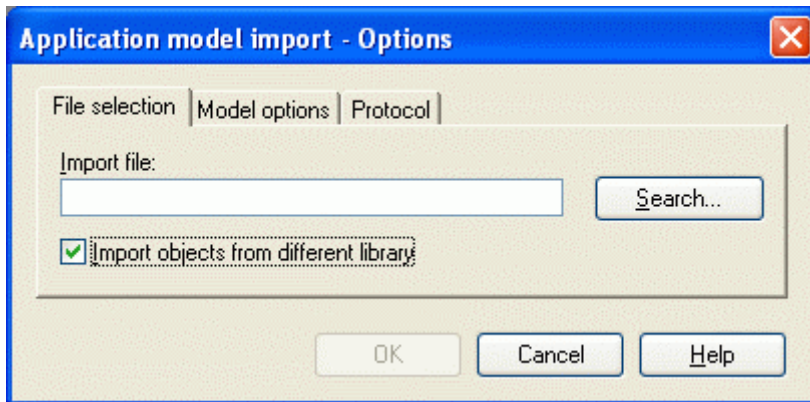 Application model import - Options
File selection Model options Protocol
Import file:
Search...
Import objects from different library
OK Cancel Help